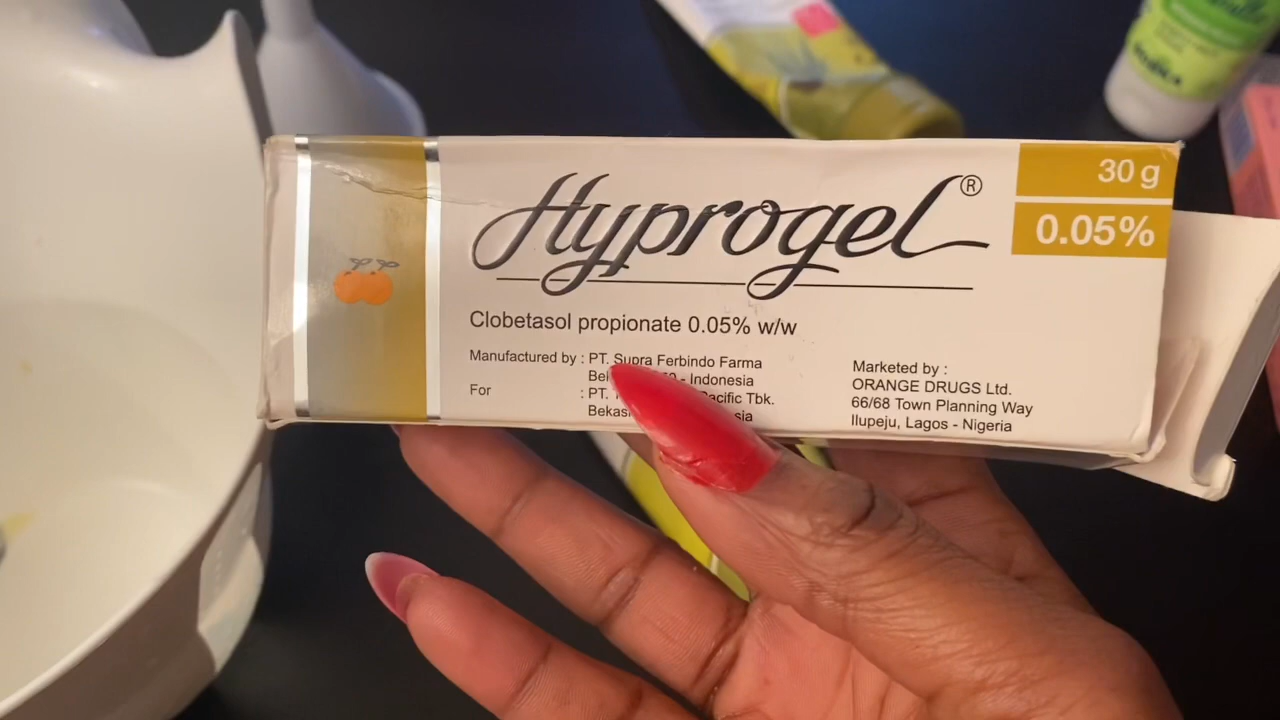 Hyprogel®
30 g
0.05%
Clobetasol propionate 0.05% w/w
Manufactured by : PT. Supra Ferbindo Farma
- Indonesia
For : PT. Pacific Tbk.
Marketed by :
ORANGE DRUGS Ltd.
66/68 Town Planning Way
Ilupeju, Lagos - Nigeria